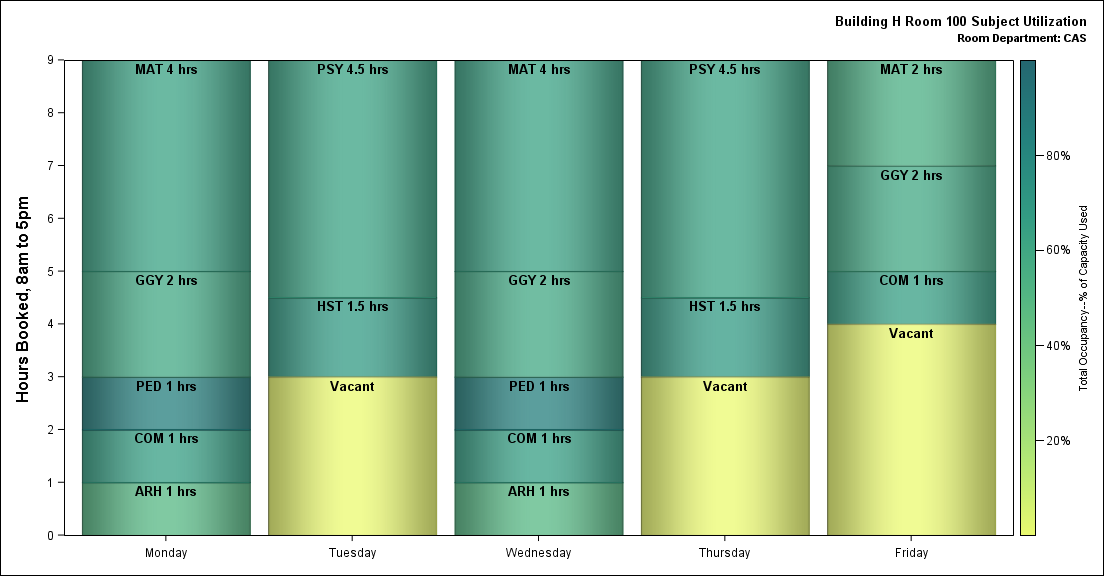 Building H Room 100 Subject Utilization
Room Department: CAS
Hours Booked, 8am to 5pm
9
8
7
6
5
4
3
2
1
0
MAT 4 hrs
GGY 2 hrs
PED 1 hrs
COM 1 hrs
ARH 1 hrs
Monday
PSY 4.5 hrs
HST 1.5 hrs
Vacant
Tuesday
MAT 4 hrs
GGY 2 hrs
PED 1 hrs
COM 1 hrs
ARH 1 hrs
Wednesday
PSY 4.5 hrs
HST 1.5 hrs
Vacant
Thursday
MAT 2 hrs
GGY 2 hrs
COM 1 hrs
Vacant
Friday
80%
60%
40%
20%
Total Occupancy--% of Capacity Used